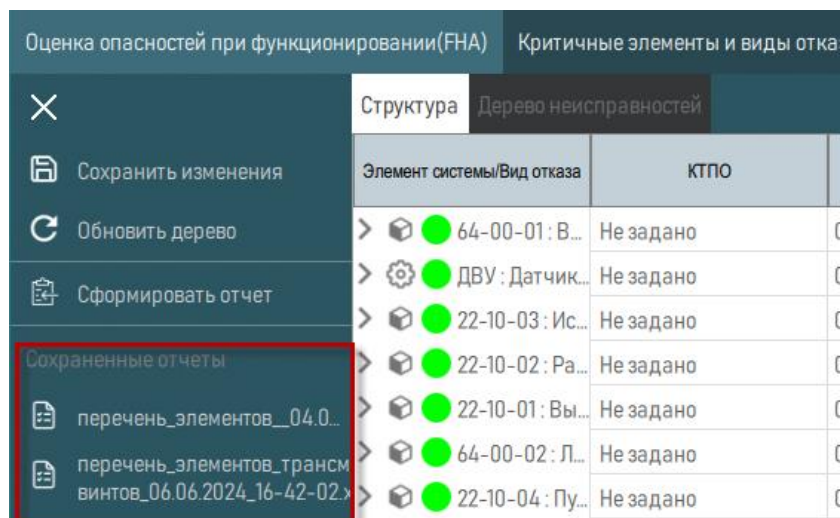 Оценка опасностей при функционировании(FHA) Критичные элементы и виды отка
Структура Дерево неисправностей
Сохранить изменения
Обновить дерево
Сформировать отчет
Сохраненные отчеты
перечень_элементов__04.0...
перечень_элементов_трансм
винтов_06.06.2024_16-42-02.x
Элемент системы/Вид отказа КТПО
64-00-01 : В... Не задано
ДВУ : Датчик... Не задано
22-10-03 : Ис... Не задано
22-10-02 : Ра... Не задано
22-10-01 : Вы... Не задано
64-00-02 : Л... Не задано
22-10-04 : Пу... Не задано